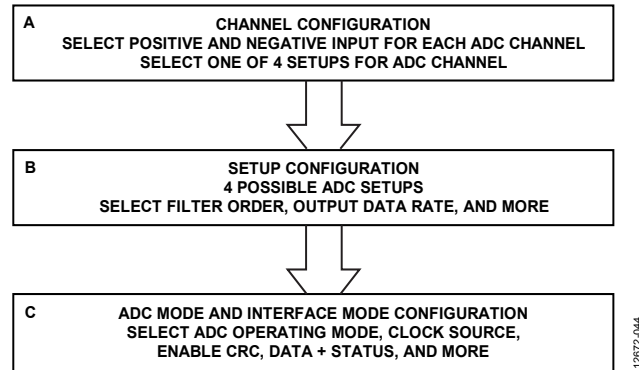 A
CHANNEL CONFIGURATION
SELECT POSITIVE AND NEGATIVE INPUT FOR EACH ADC CHANNEL
SELECT ONE OF 4 SETUPS FOR ADC CHANNEL
B
SETUP CONFIGURATION
4 POSSIBLE ADC SETUPS
SELECT FILTER ORDER, OUTPUT DATA RATE, AND MORE
C
ADC MODE AND INTERFACE MODE CONFIGURATION
SELECT ADC OPERATING MODE, CLOCK SOURCE,
ENABLE CRC, DATA + STATUS, AND MORE
12672-044